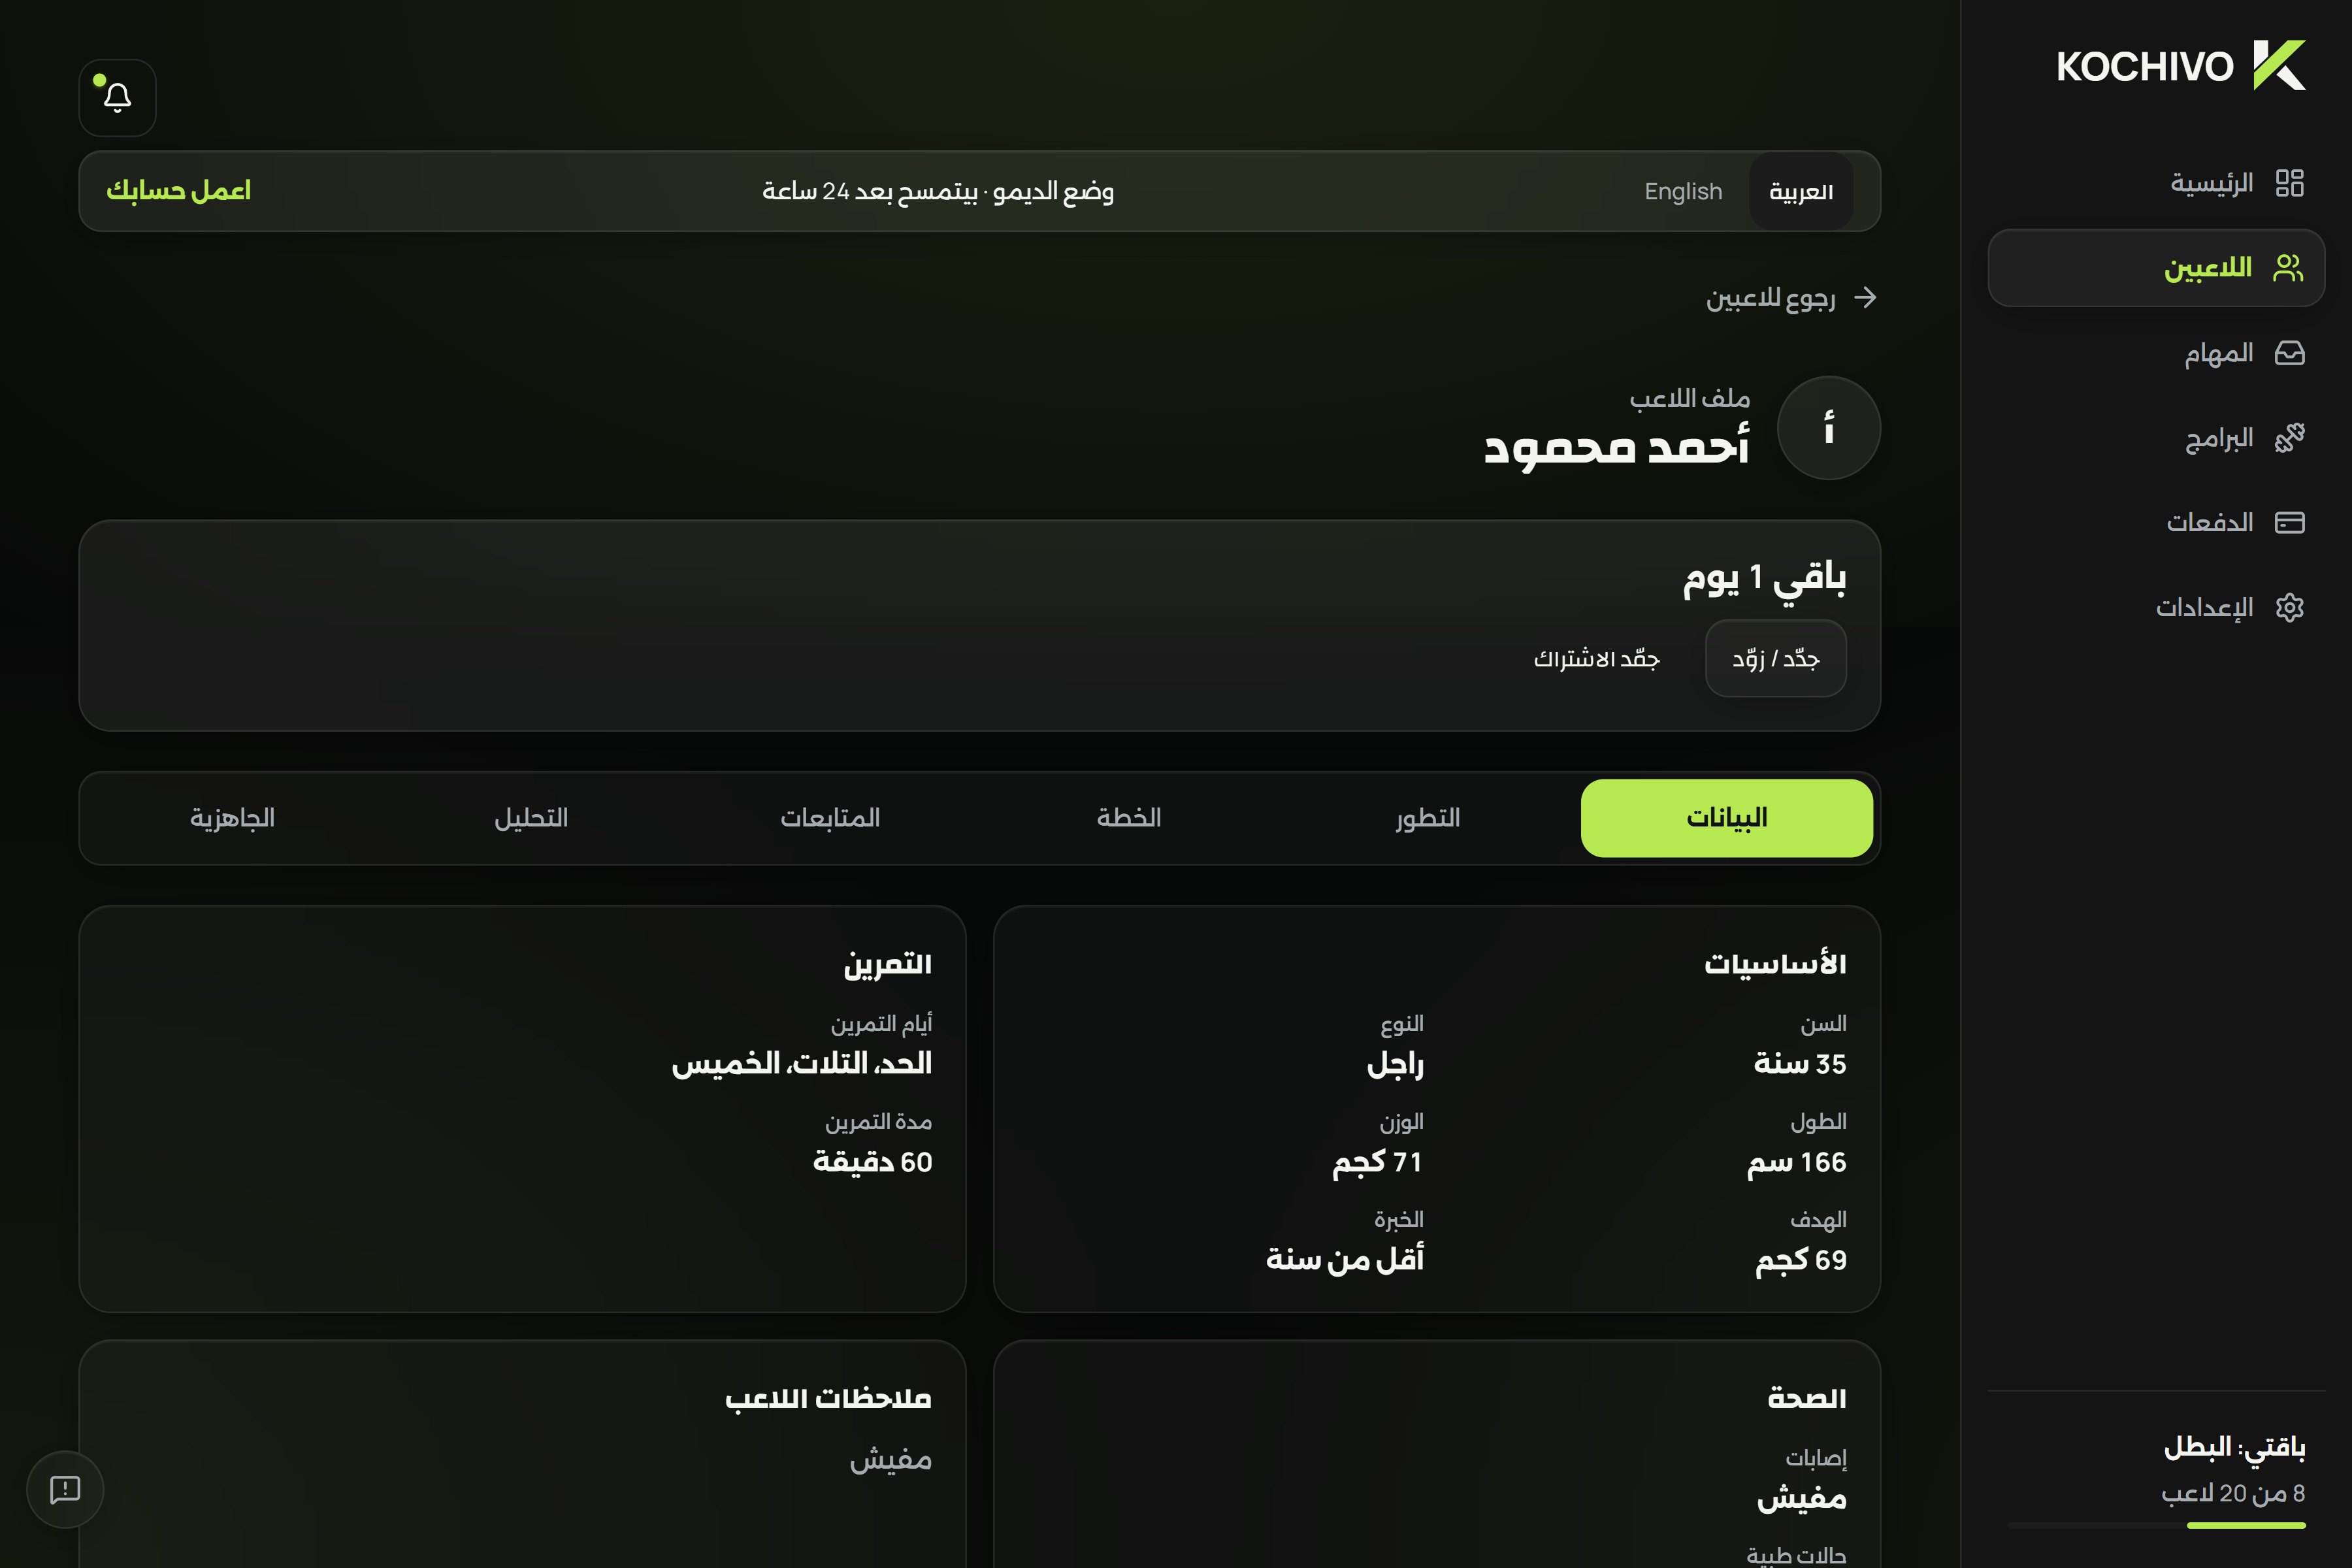 KOCHIVO
الرئيسية
اللاعبين
المهام
البرامج
الدفعات
الإعدادات
باقتي: البطل
8 من 20 لاعب
العربية
English
وضع الديمو · بيتمسح بعد 24 ساعة
اعمل حسابك
رجوع للاعبين
أ
ملف اللاعب
أحمد محمود
باقي 1 يوم
جدّد / زوّد
جمّد الاشتراك
البيانات
التطور
الخطة
المتابعات
التحليل
الجاهزية
الأساسيات
السن
35 سنة
النوع
راجل
الطول
166 سم
الوزن
71 كجم
الهدف
69 كجم
الخبرة
أقل من سنة
التمرين
أيام التمرين
الحد، التلات، الخميس
مدة التمرين
60 دقيقة
الصحة
إصابات
مفيش
حالات طبية
ملاحظات اللاعب
مفيش